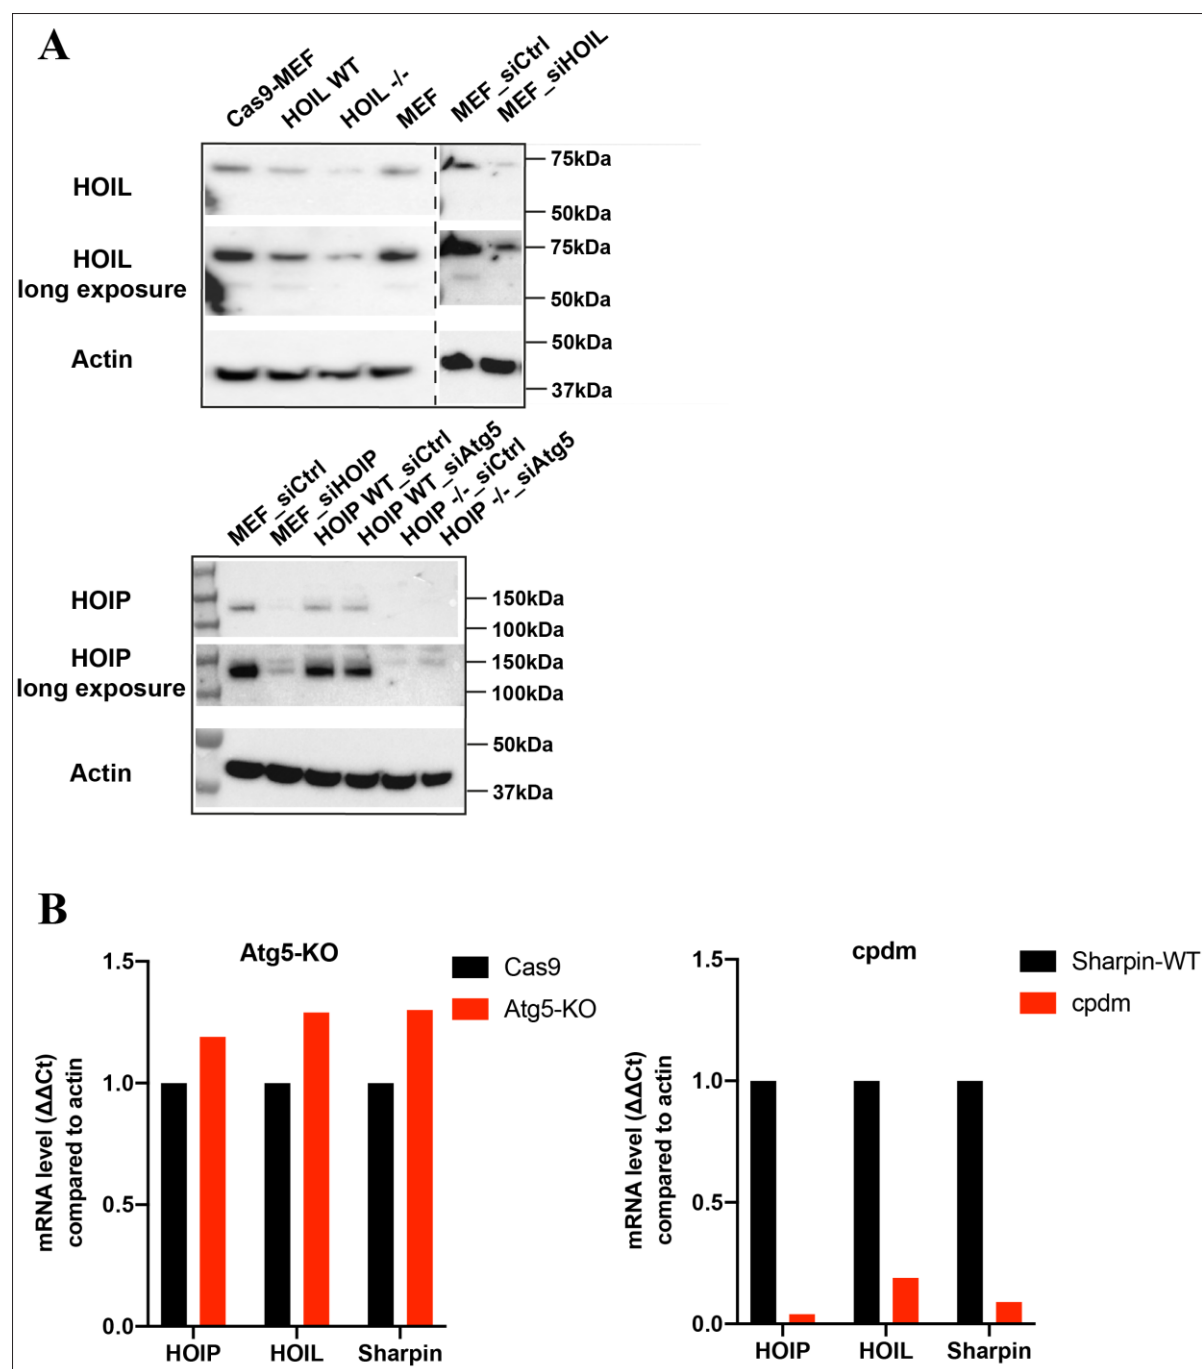 A
Cas9-MEF
HOIL WT
HOIL -/-
MEF
MEF_siCtrl
MEF_siHOIL
HOIL
75kDa
50kDa
HOIL
long exposure
75kDa
50kDa
Actin
50kDa
37kDa
MEF_siCtrl
MEF_siHOIP
HOIP WT_siCtrl
HOIP WT_siAtg5
HOIP -/-_siCtrl
HOIP -/-_siAtg5
HOIP
150kDa
100kDa
HOIP
long exposure
150kDa
100kDa
Actin
50kDa
37kDa
B
Atg5-KO
Cas9
Atg5-KO
mRNA level (ΔΔCt)
compared to actin
1.5
1.0
0.5
0.0
HOIP HOIL Sharpin
cpdm
Sharpin-WT
cpdm
mRNA level (ΔΔCt)
compared to actin
1.5
1.0
0.5
0.0
HOIP HOIL Sharpin